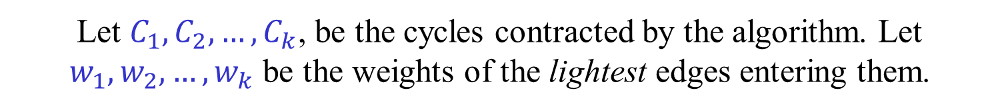 Let C₁, C₂, … , Cₖ, be the cycles contracted by the algorithm. Let
w₁, w₂, … , wₖ be the weights of the lightest edges entering them.